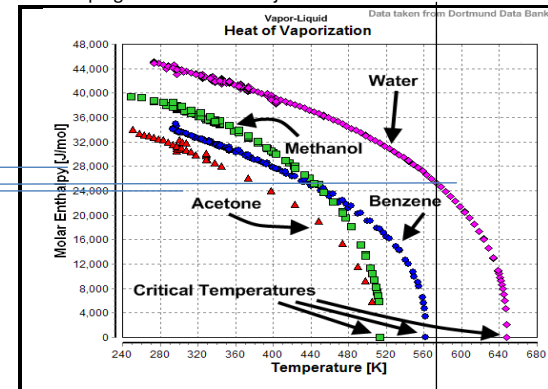 Data taken from Dortmund Data Bank
Vapor-Liquid
Heat of Vaporization
48,000
44,000
40,000
36,000
32,000
28,000
24,000
20,000
16,000
12,000
8,000
4,000
0
Molar Enthalpy [J/mol]
Water
Methanol
Acetone
Benzene
Critical Temperatures
240 280 320 360 400 440 480 520 560 600 640 680
Temperature [K]